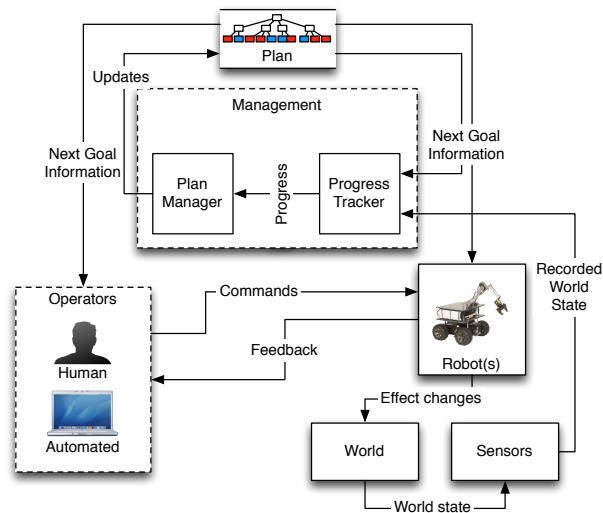 Plan
Updates
Management
Next Goal
Information
Next Goal
Information
Plan
Manager
Progress
Progress
Tracker
Recorded
World
State
Operators
Commands
Human
Feedback
Robot(s)
Automated
Effect changes
World
Sensors
World state